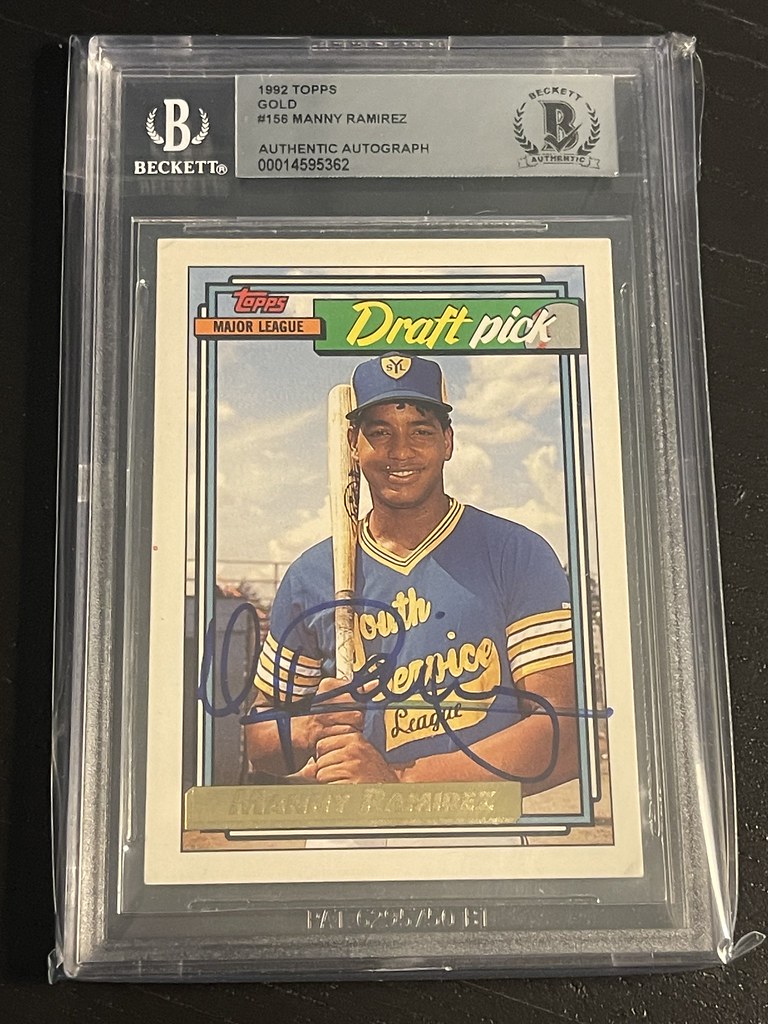 1992 TOPPS
GOLD
#156 MANNY RAMIREZ
AUTHENTIC AUTOGRAPH
00014595362
B
BECKETT®
BECKETT
B
AUTHENTIC
Topps
MAJOR LEAGUE
Draft pick
SYL
Youth
Service
League
MANNY RAMIREZ